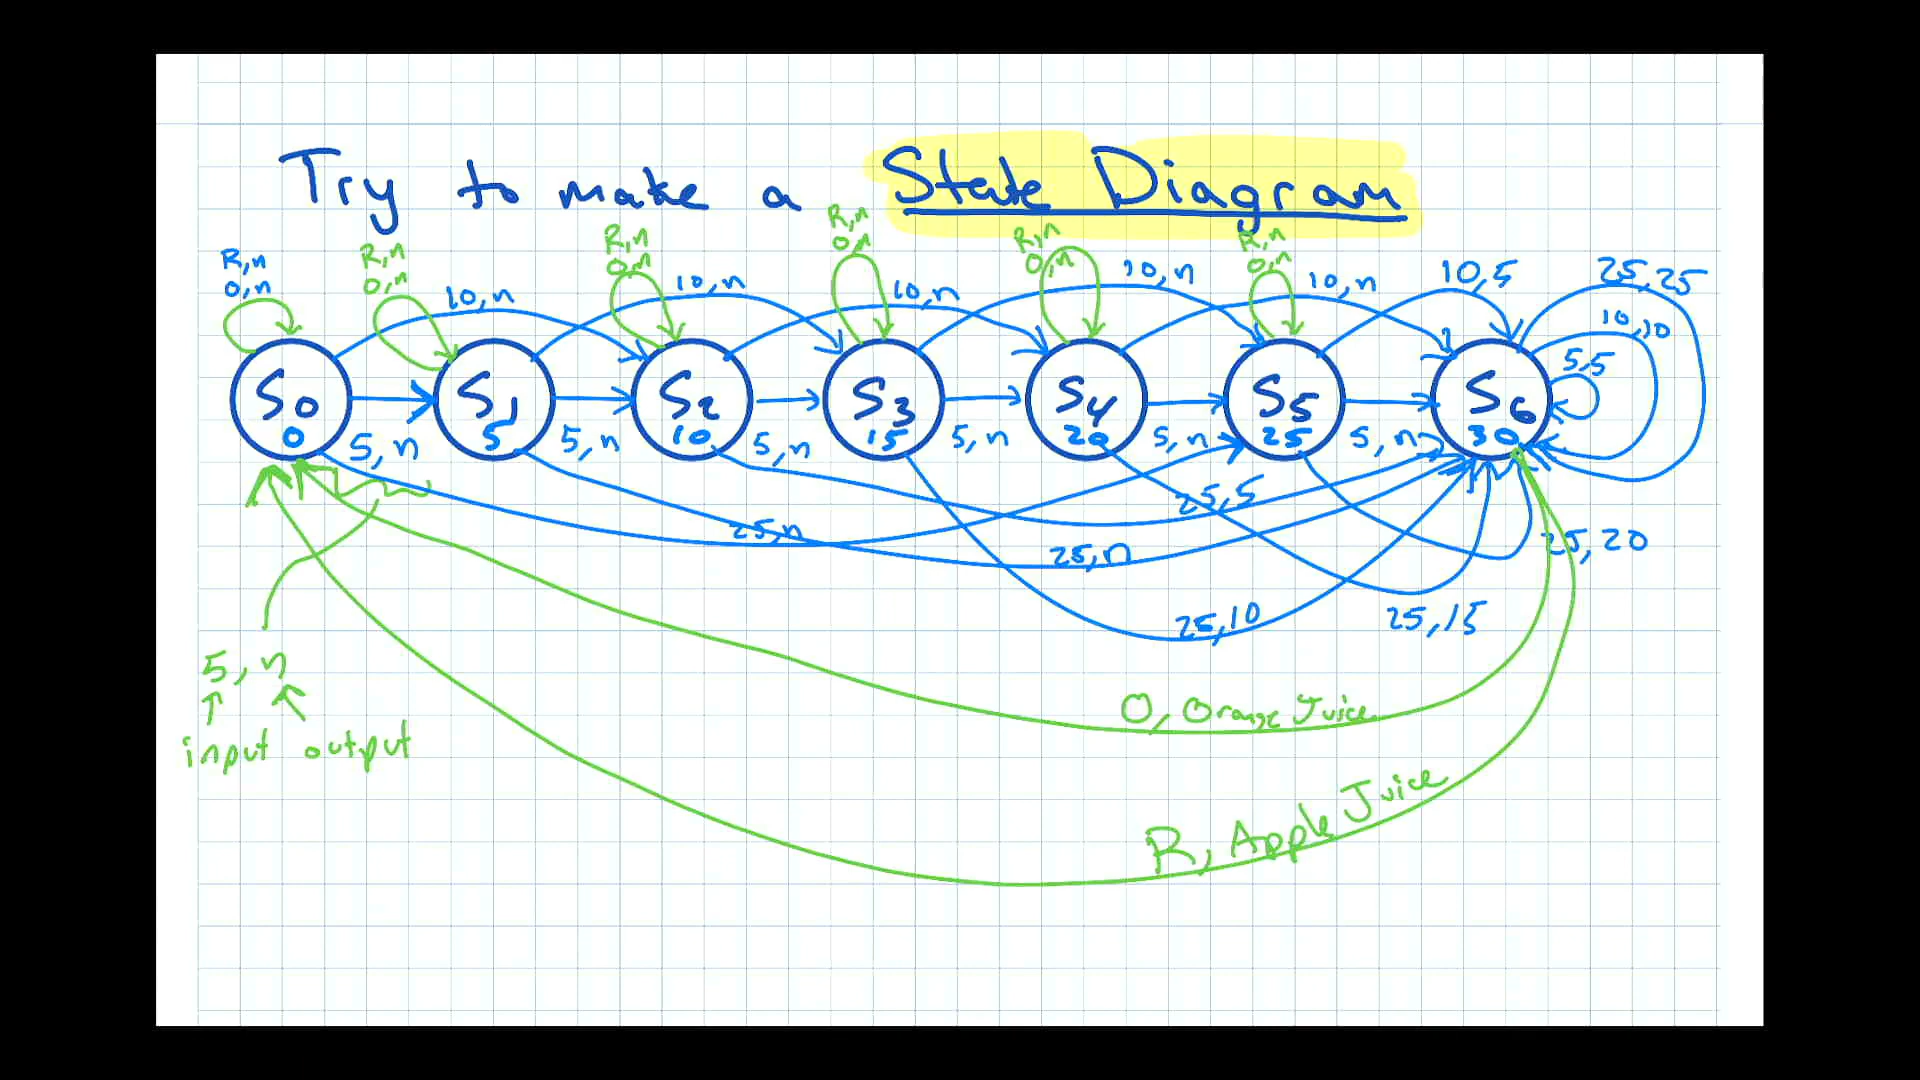 Try to make a State Diagram
R,n R,n R,n R,n R,n R,n
0,n 0,n 0,n 0,n 0,n 0,n
10,n 10,n 10,n 10,n 10,n 10,5 25,25
10,10
5,5
S0 S1 S2 S3 S4 S5 S6
0 5 10 15 20 25 30
5,n 5,n 5,n 5,n 5,n 5,n
25,5
25,n 25,n 25,20
25,10 25,15
5,n
input output
O, Orange Juice
R, Apple Juice